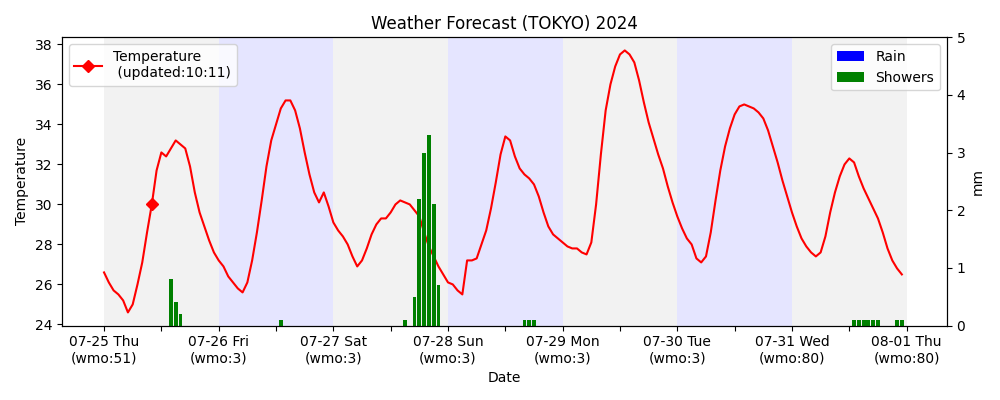 Weather Forecast (TOKYO) 2024
Temperature
(updated:10:11)
Rain
Showers
38
36
34
32
30
28
26
24
Temperature
5
4
3
2
1
0
mm
07-25 Thu
(wmo:51)
07-26 Fri
(wmo:3)
07-27 Sat
(wmo:3)
07-28 Sun
(wmo:3)
07-29 Mon
(wmo:3)
07-30 Tue
(wmo:3)
07-31 Wed
(wmo:80)
08-01 Thu
(wmo:80)
Date